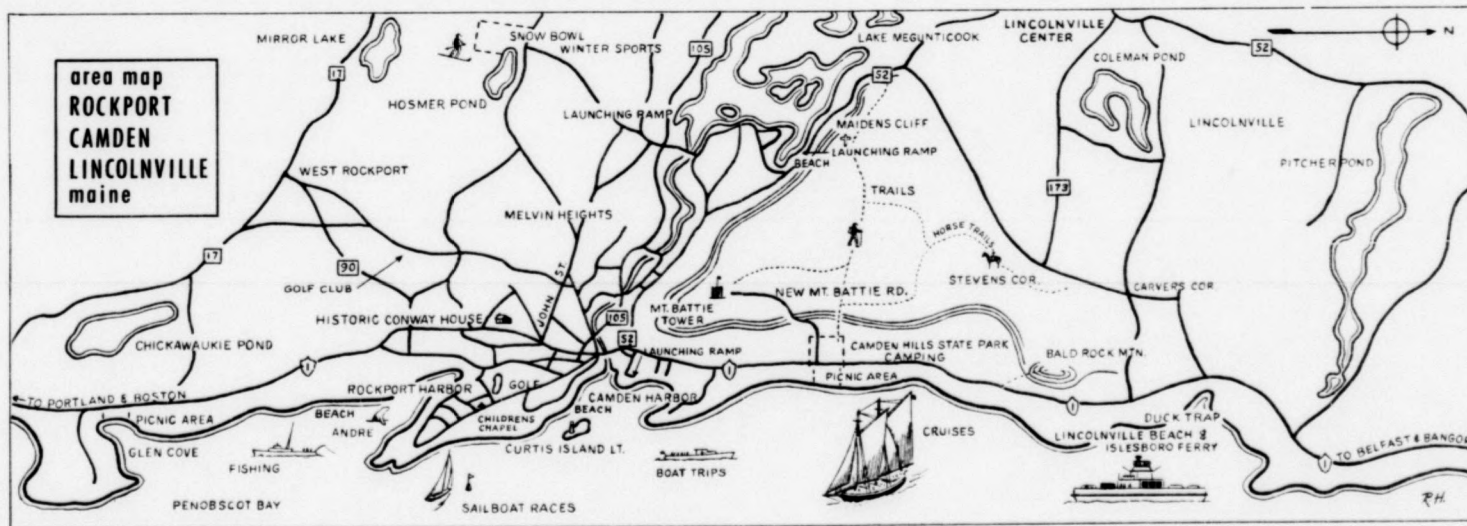 area map
ROCKPORT
CAMDEN
LINCOLNVILLE
maine
MIRROR LAKE
17
SNOW BOWL
WINTER SPORTS
105
LAKE MEGUNTICOOK
LINCOLNVILLE
CENTER
52
N
HOSMER POND
LAUNCHING RAMP
52
COLEMAN POND
MAIDENS CLIFF
LINCOLNVILLE
BEACH
LAUNCHING RAMP
PITCHER POND
WEST ROCKPORT
TRAILS
173
MELVIN HEIGHTS
HORSE TRAILS
17
90
GOLF CLUB
JOHN ST
STEVENS COR.
CARVERS COR.
NEW MT. BATTIE RD.
MT. BATTIE
TOWER
HISTORIC CONWAY HOUSE
105
52
CHICKAWAUKIE POND
LAUNCHING RAMP
CAMDEN HILLS STATE PARK
CAMPING
BALD ROCK MTN.
1
1
PICNIC AREA
ROCKPORT HARBOR
GOLF
TO PORTLAND & BOSTON
CAMDEN HARBOR
1
PICNIC AREA
BEACH
ANDRE
CHILDRENS
CHAPEL
BEACH
DUCK TRAP
GLEN COVE
CURTIS ISLAND LT.
CRUISES
LINCOLNVILLE BEACH &
ISLESBORO FERRY
1
TO BELFAST & BANGOR
FISHING
BOAT TRIPS
PENOBSCOT BAY
SAILBOAT RACES
R.H.